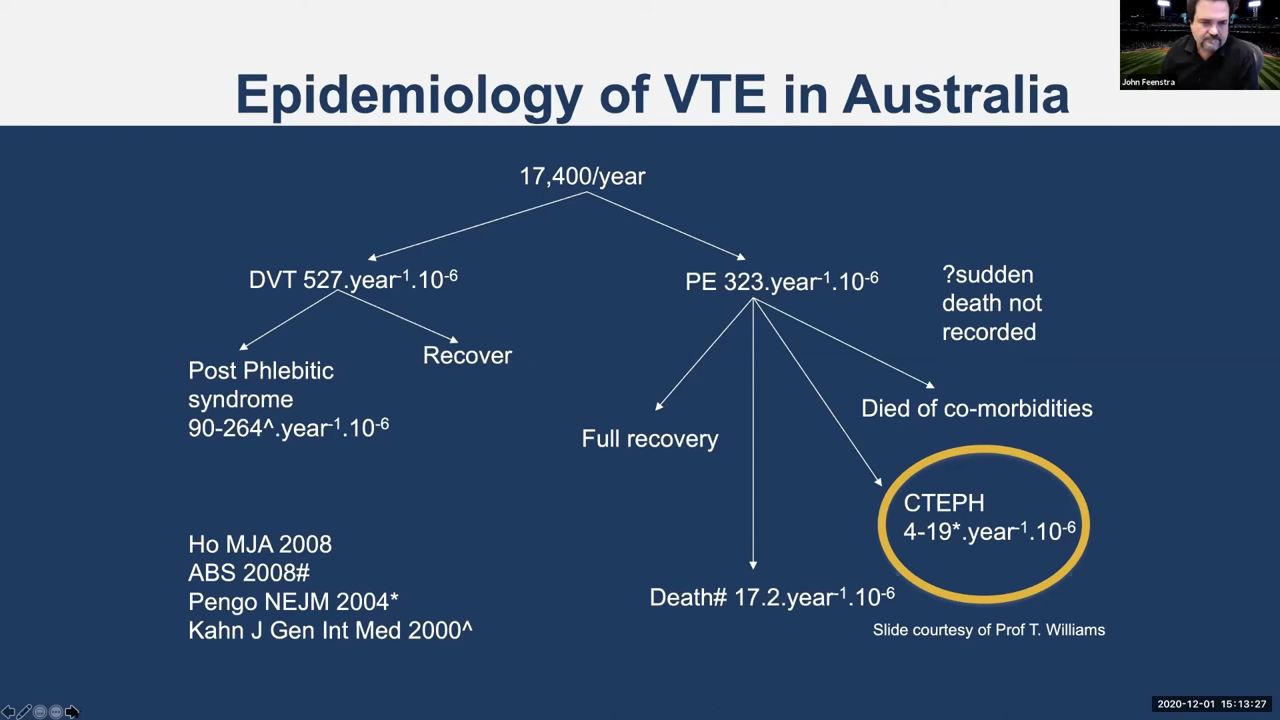 John Feenstra
Epidemiology of VTE in Australia
17,400/year
DVT 527.year⁻¹.10⁻⁶
PE 323.year⁻¹.10⁻⁶
?sudden
death not
recorded
Post Phlebitic
syndrome
90-264^.year⁻¹.10⁻⁶
Recover
Full recovery
Died of co-morbidities
CTEPH
4-19*.year⁻¹.10⁻⁶
Death# 17.2.year⁻¹.10⁻⁶
Ho MJA 2008
ABS 2008#
Pengo NEJM 2004*
Kahn J Gen Int Med 2000^
Slide courtesy of Prof T. Williams
2020-12-01 15:13:27